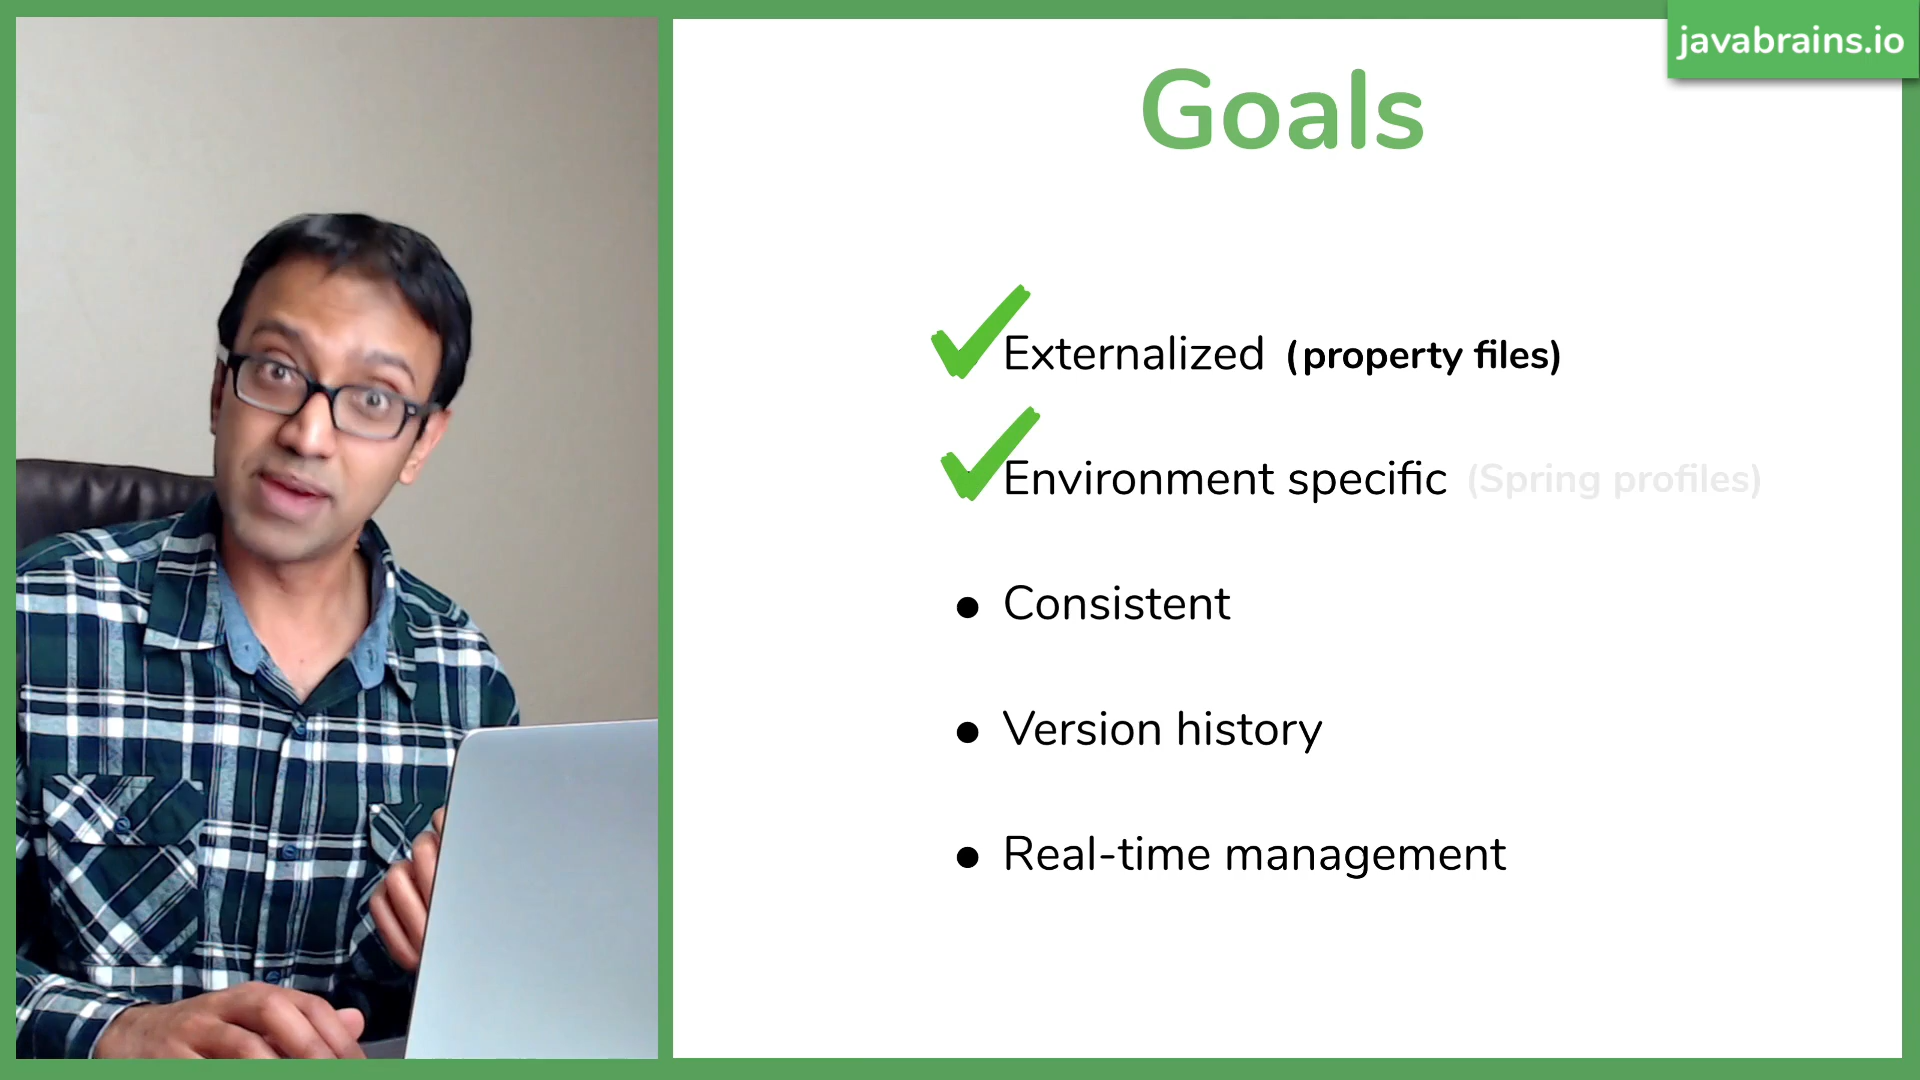 javabrains.io
Goals
Externalized (property files)
Environment specific (Spring profiles)
• Consistent
• Version history
• Real-time management